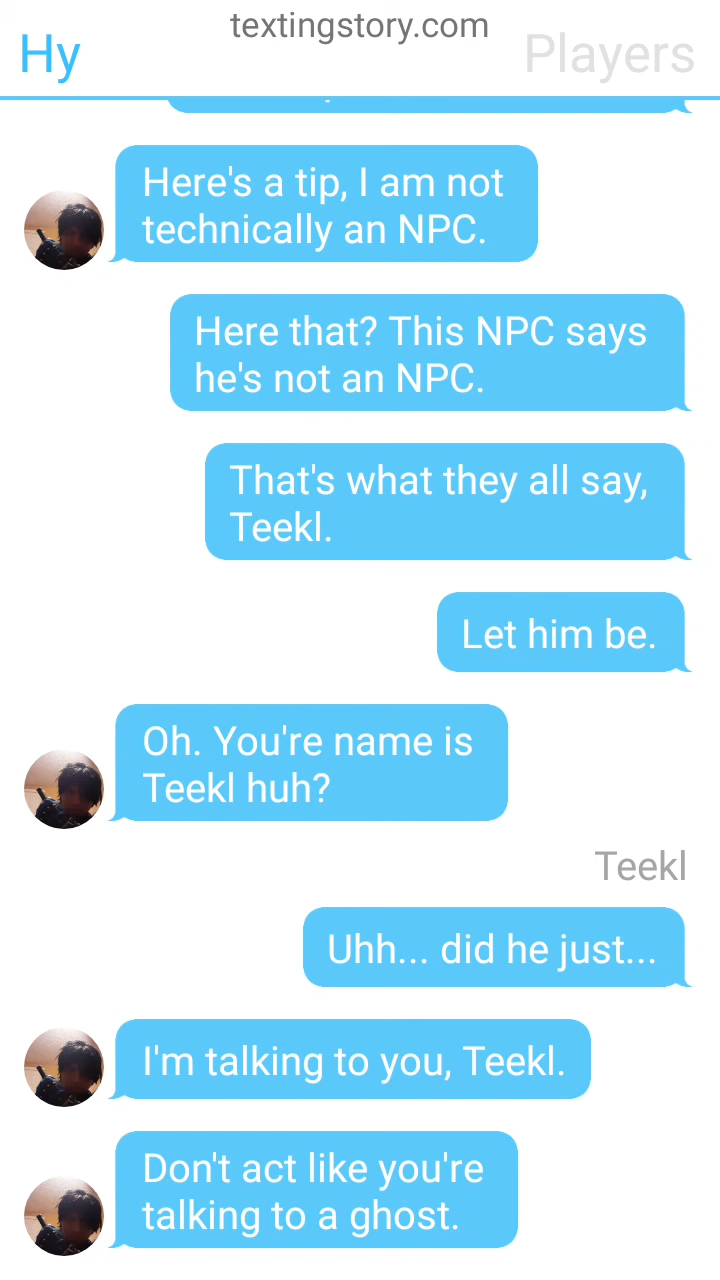 textingstory.com
Hy
Players
Here's a tip, I am not
technically an NPC.
Here that? This NPC says
he's not an NPC.
That's what they all say,
Teekl.
Let him be.
Oh. You're name is
Teekl huh?
Teekl
Uhh... did he just...
I'm talking to you, Teekl.
Don't act like you're
talking to a ghost.